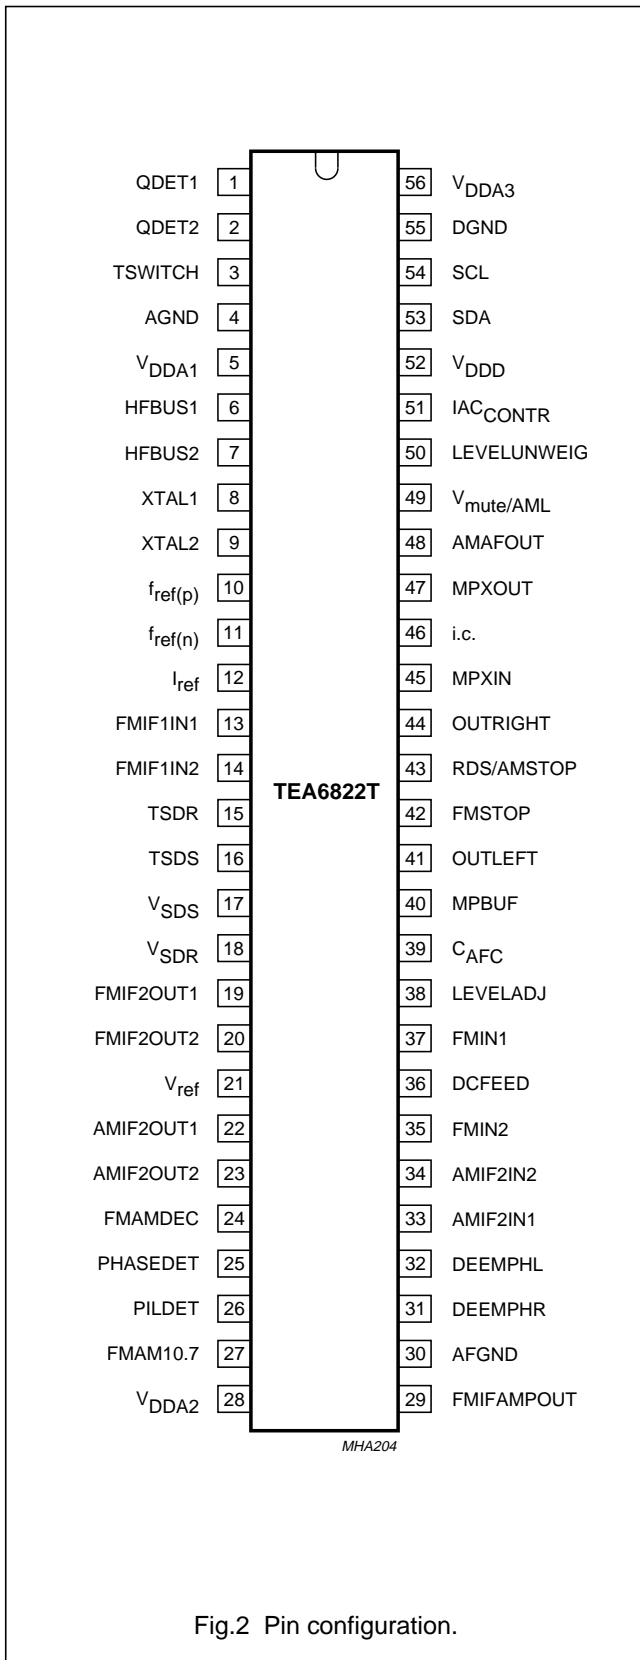 QDET1 1 56 VDDA3
QDET2 2 55 DGND
TSWITCH 3 54 SCL
AGND 4 53 SDA
VDDA1 5 52 VDDD
HFBUS1 6 51 IACCONTR
HFBUS2 7 50 LEVELUNWEIG
XTAL1 8 49 Vmute/AML
XTAL2 9 48 AMAFOUT
fref(p) 10 47 MPXOUT
fref(n) 11 46 i.c.
Iref 12 45 MPXIN
FMIF1IN1 13 44 OUTRIGHT
FMIF1IN2 14 43 RDS/AMSTOP
TEA6822T
TSDR 15 42 FMSTOP
TSDS 16 41 OUTLEFT
VSDS 17 40 MPBUF
VSDR 18 39 CAFC
FMIF2OUT1 19 38 LEVELADJ
FMIF2OUT2 20 37 FMIN1
Vref 21 36 DCFEED
AMIF2OUT1 22 35 FMIN2
AMIF2OUT2 23 34 AMIF2IN2
FMAMDEC 24 33 AMIF2IN1
PHASEDET 25 32 DEEMPHL
PILDET 26 31 DEEMPHR
FMAM10.7 27 30 AFGND
VDDA2 28 29 FMIFAMPOUT
MHA204
Fig.2 Pin configuration.